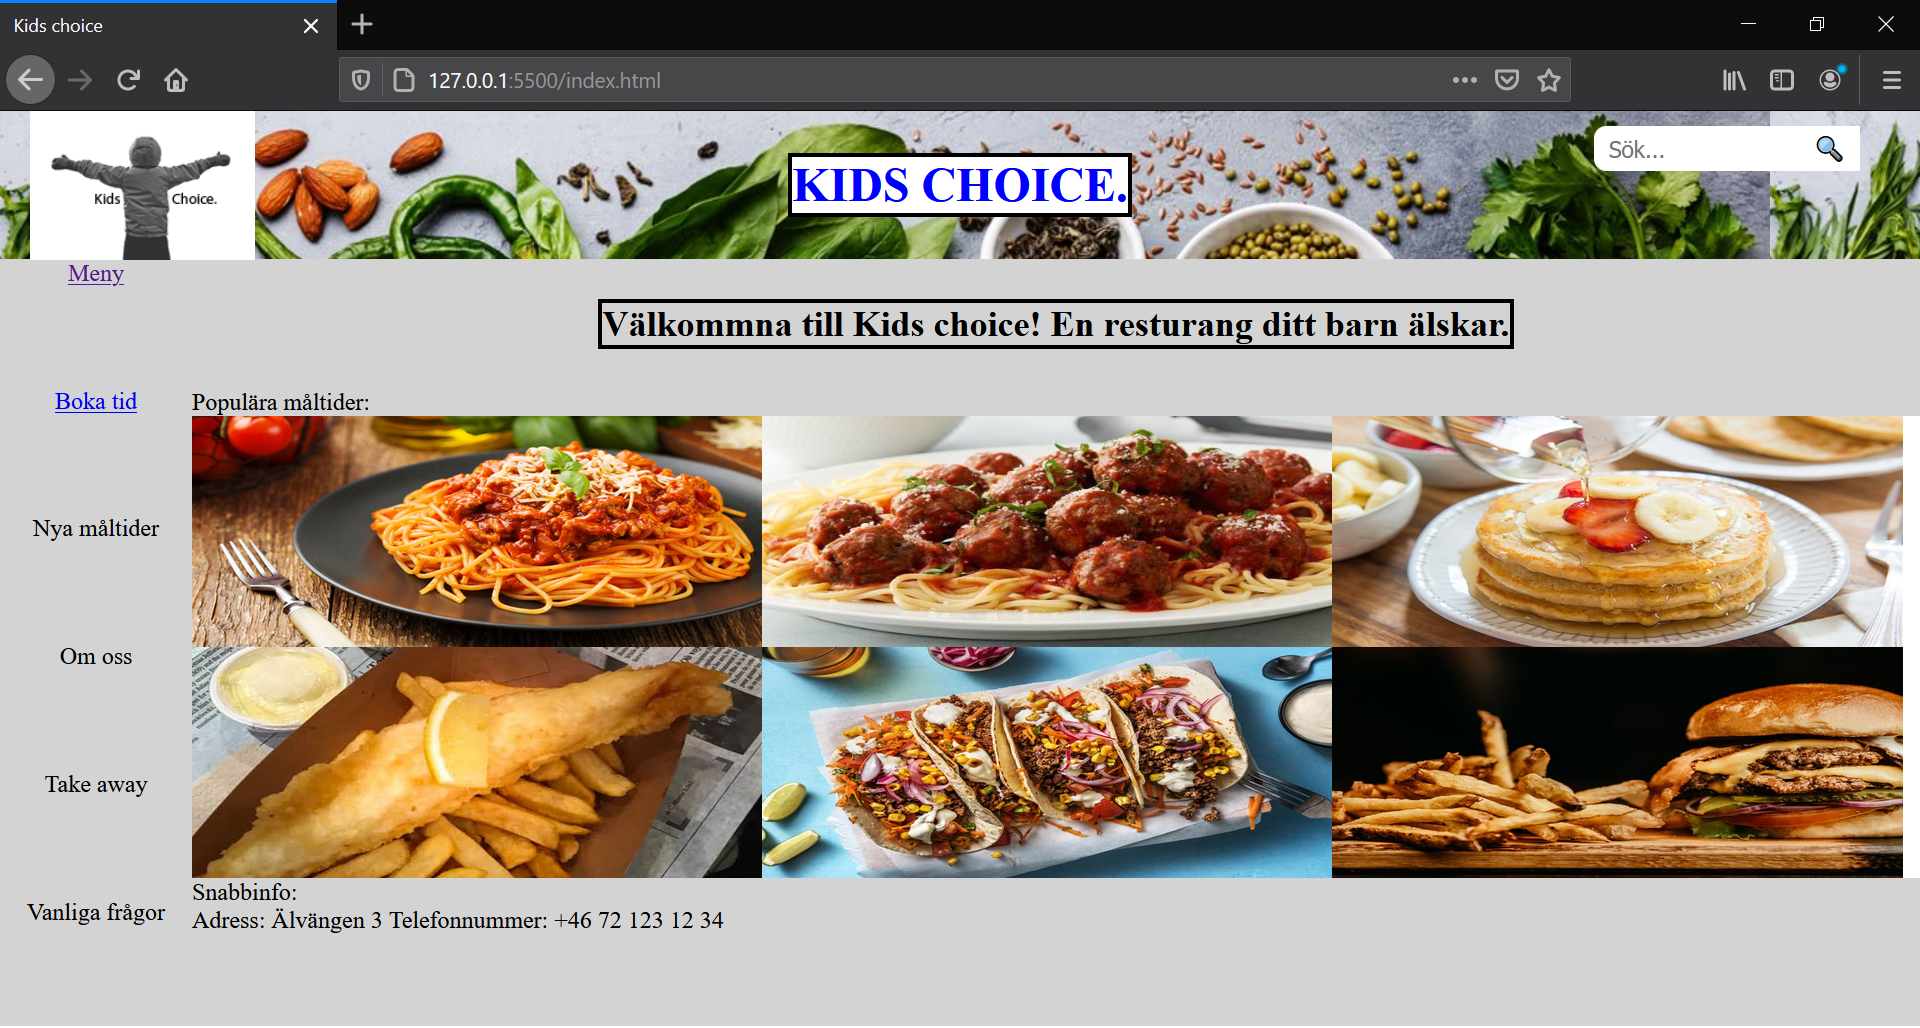 Kids choice
127.0.0.1:5500/index.html
Kids Choice.
KIDS CHOICE.
Sök...
Meny
Välkommna till Kids choice! En resturang ditt barn älskar.
Boka tid
Populära måltider:
Nya måltider
Om oss
Take away
Vanliga frågor
Snabbinfo:
Adress: Älvängen 3 Telefonnummer: +46 72 123 12 34